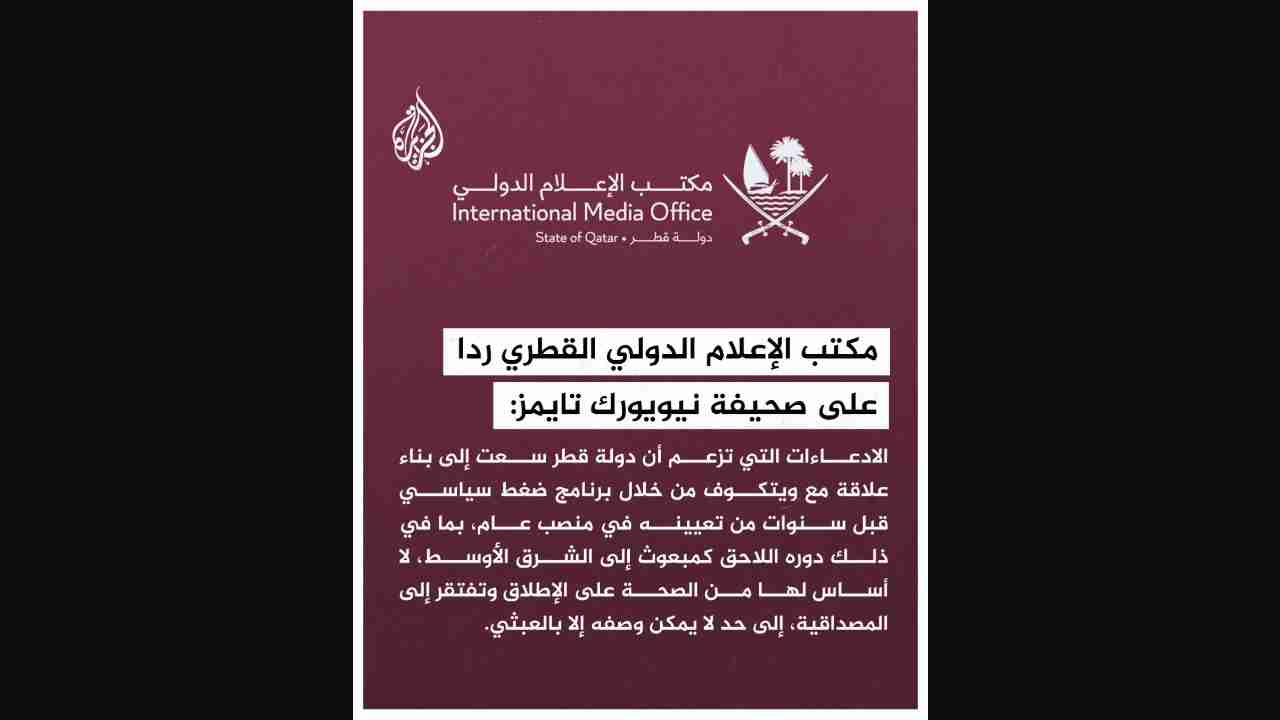 الجزيرة
مكتب الإعلام الدولي
International Media Office
دولة قطر • State of Qatar
مكتب الإعلام الدولي القطري ردا
على صحيفة نيويورك تايمز:
الادعاءات التي تزعم أن دولة قطر سعت إلى بناء
علاقة مع ويتكوف من خلال برنامج ضغط سياسي
قبل سنوات من تعيينه في منصب عام، بما في
ذلك دوره اللاحق كمبعوث إلى الشرق الأوسط، لا
أساس لها من الصحة على الإطلاق وتفتقر إلى
المصداقية، إلى حد لا يمكن وصفه إلا بالعبثي.